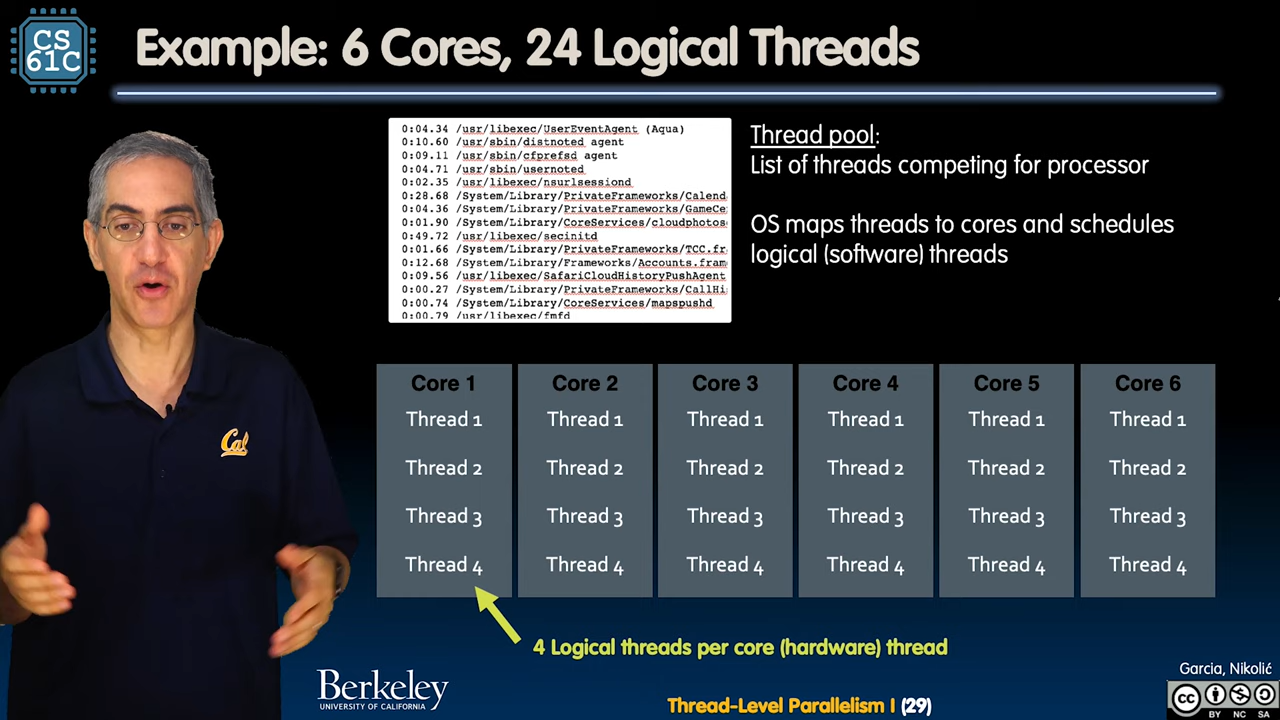 CS
61C
Example: 6 Cores, 24 Logical Threads
0:04.34 /usr/libexec/UserEventAgent (Aqua)
0:10.60 /usr/sbin/distnoted agent
0:09.11 /usr/sbin/cfprefsd agent
0:04.71 /usr/sbin/usernoted
0:02.35 /usr/libexec/nsurlsessiond
0:28.68 /System/Library/PrivateFrameworks/Calend
0:04.36 /System/Library/PrivateFrameworks/GameCe
0:01.90 /System/Library/CoreServices/cloudphotos
0:49.72 /usr/libexec/secinitd
0:01.66 /System/Library/PrivateFrameworks/TCC.fr
0:12.68 /System/Library/Frameworks/Accounts.fram
0:09.56 /usr/libexec/SafariCloudHistoryPushAgent
0:00.27 /System/Library/PrivateFrameworks/CallHi
0:00.74 /System/Library/CoreServices/mapspushd
0:00.79 /usr/libexec/fmfd
Thread pool:
List of threads competing for processor
OS maps threads to cores and schedules
logical (software) threads
Core 1 Core 2 Core 3 Core 4 Core 5 Core 6
Thread 1 Thread 1 Thread 1 Thread 1 Thread 1 Thread 1
Thread 2 Thread 2 Thread 2 Thread 2 Thread 2 Thread 2
Thread 3 Thread 3 Thread 3 Thread 3 Thread 3 Thread 3
Thread 4 Thread 4 Thread 4 Thread 4 Thread 4 Thread 4
4 Logical threads per core (hardware) thread
Cal
Berkeley
UNIVERSITY OF CALIFORNIA
Thread-Level Parallelism I (29)
Garcia, Nikolić
cc
BY NC SA